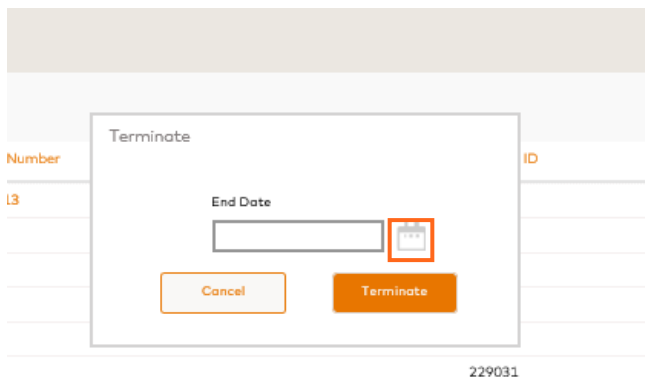 Terminate
Number
ID
13
End Date
Cancel
Terminate
229031